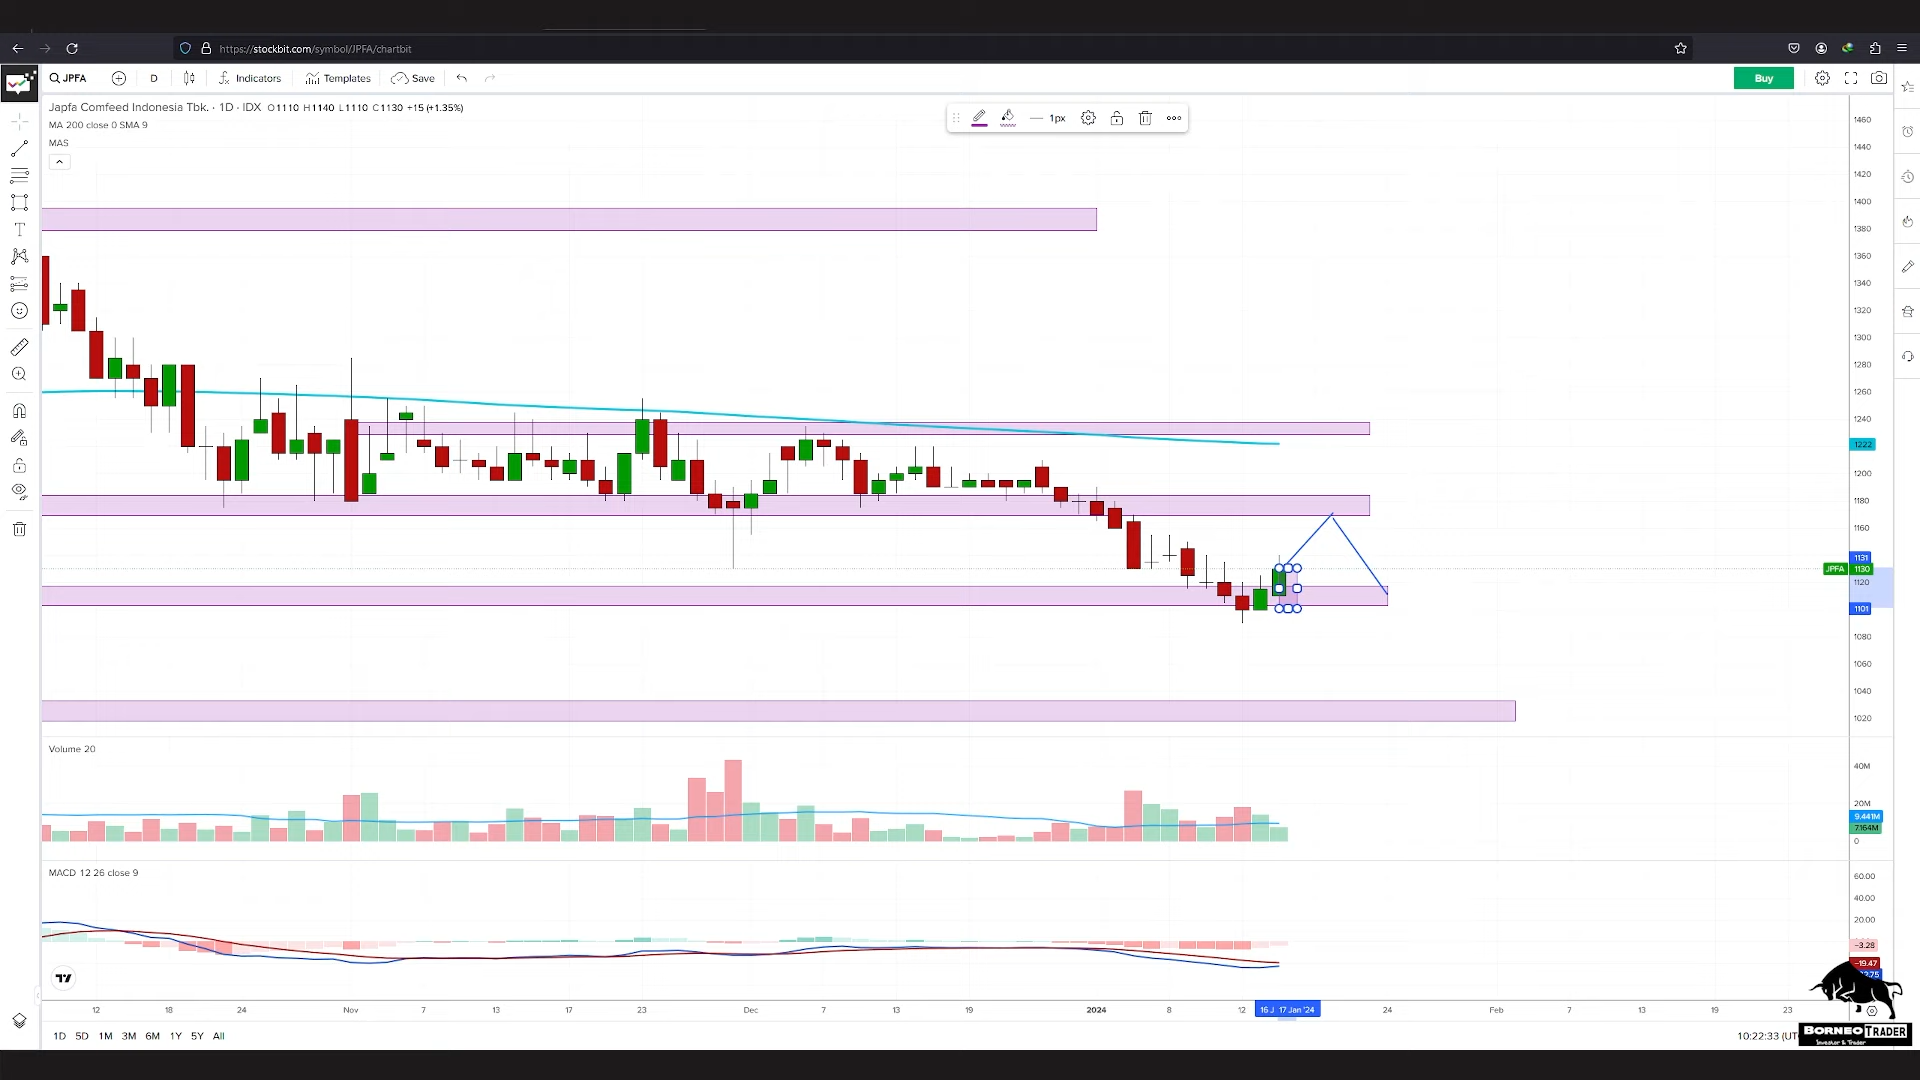 https://stockbit.com/symbol/JPFA/chartbit
JPFA D Indicators Templates Save Buy
Japfa Comfeed Indonesia Tbk. · 1D · IDX O1110 H1140 L1110 C1130 +15 (+1.35%)
MA 200 close 0 SMA 9
MAS
1px
1460
1440
1420
1400
1380
1360
1340
1320
1300
1280
1260
1240
1222
1200
1180
1160
1131
JPFA 1130
1120
1101
1080
1060
1040
1020
Volume 20
40M
20M
9.441M
7.164M
0
MACD 12 26 close 9
60.00
40.00
20.00
−3.28
−19.47
12 18 24 Nov 7 13 17 23 Dec 7 13 19 2024 8 12 16 J 17 Jan '24 24 Feb 7 13 19 23
1D 5D 1M 3M 6M 1Y 5Y All
10:22:33
BORNEO TRADER
Investor & Trader